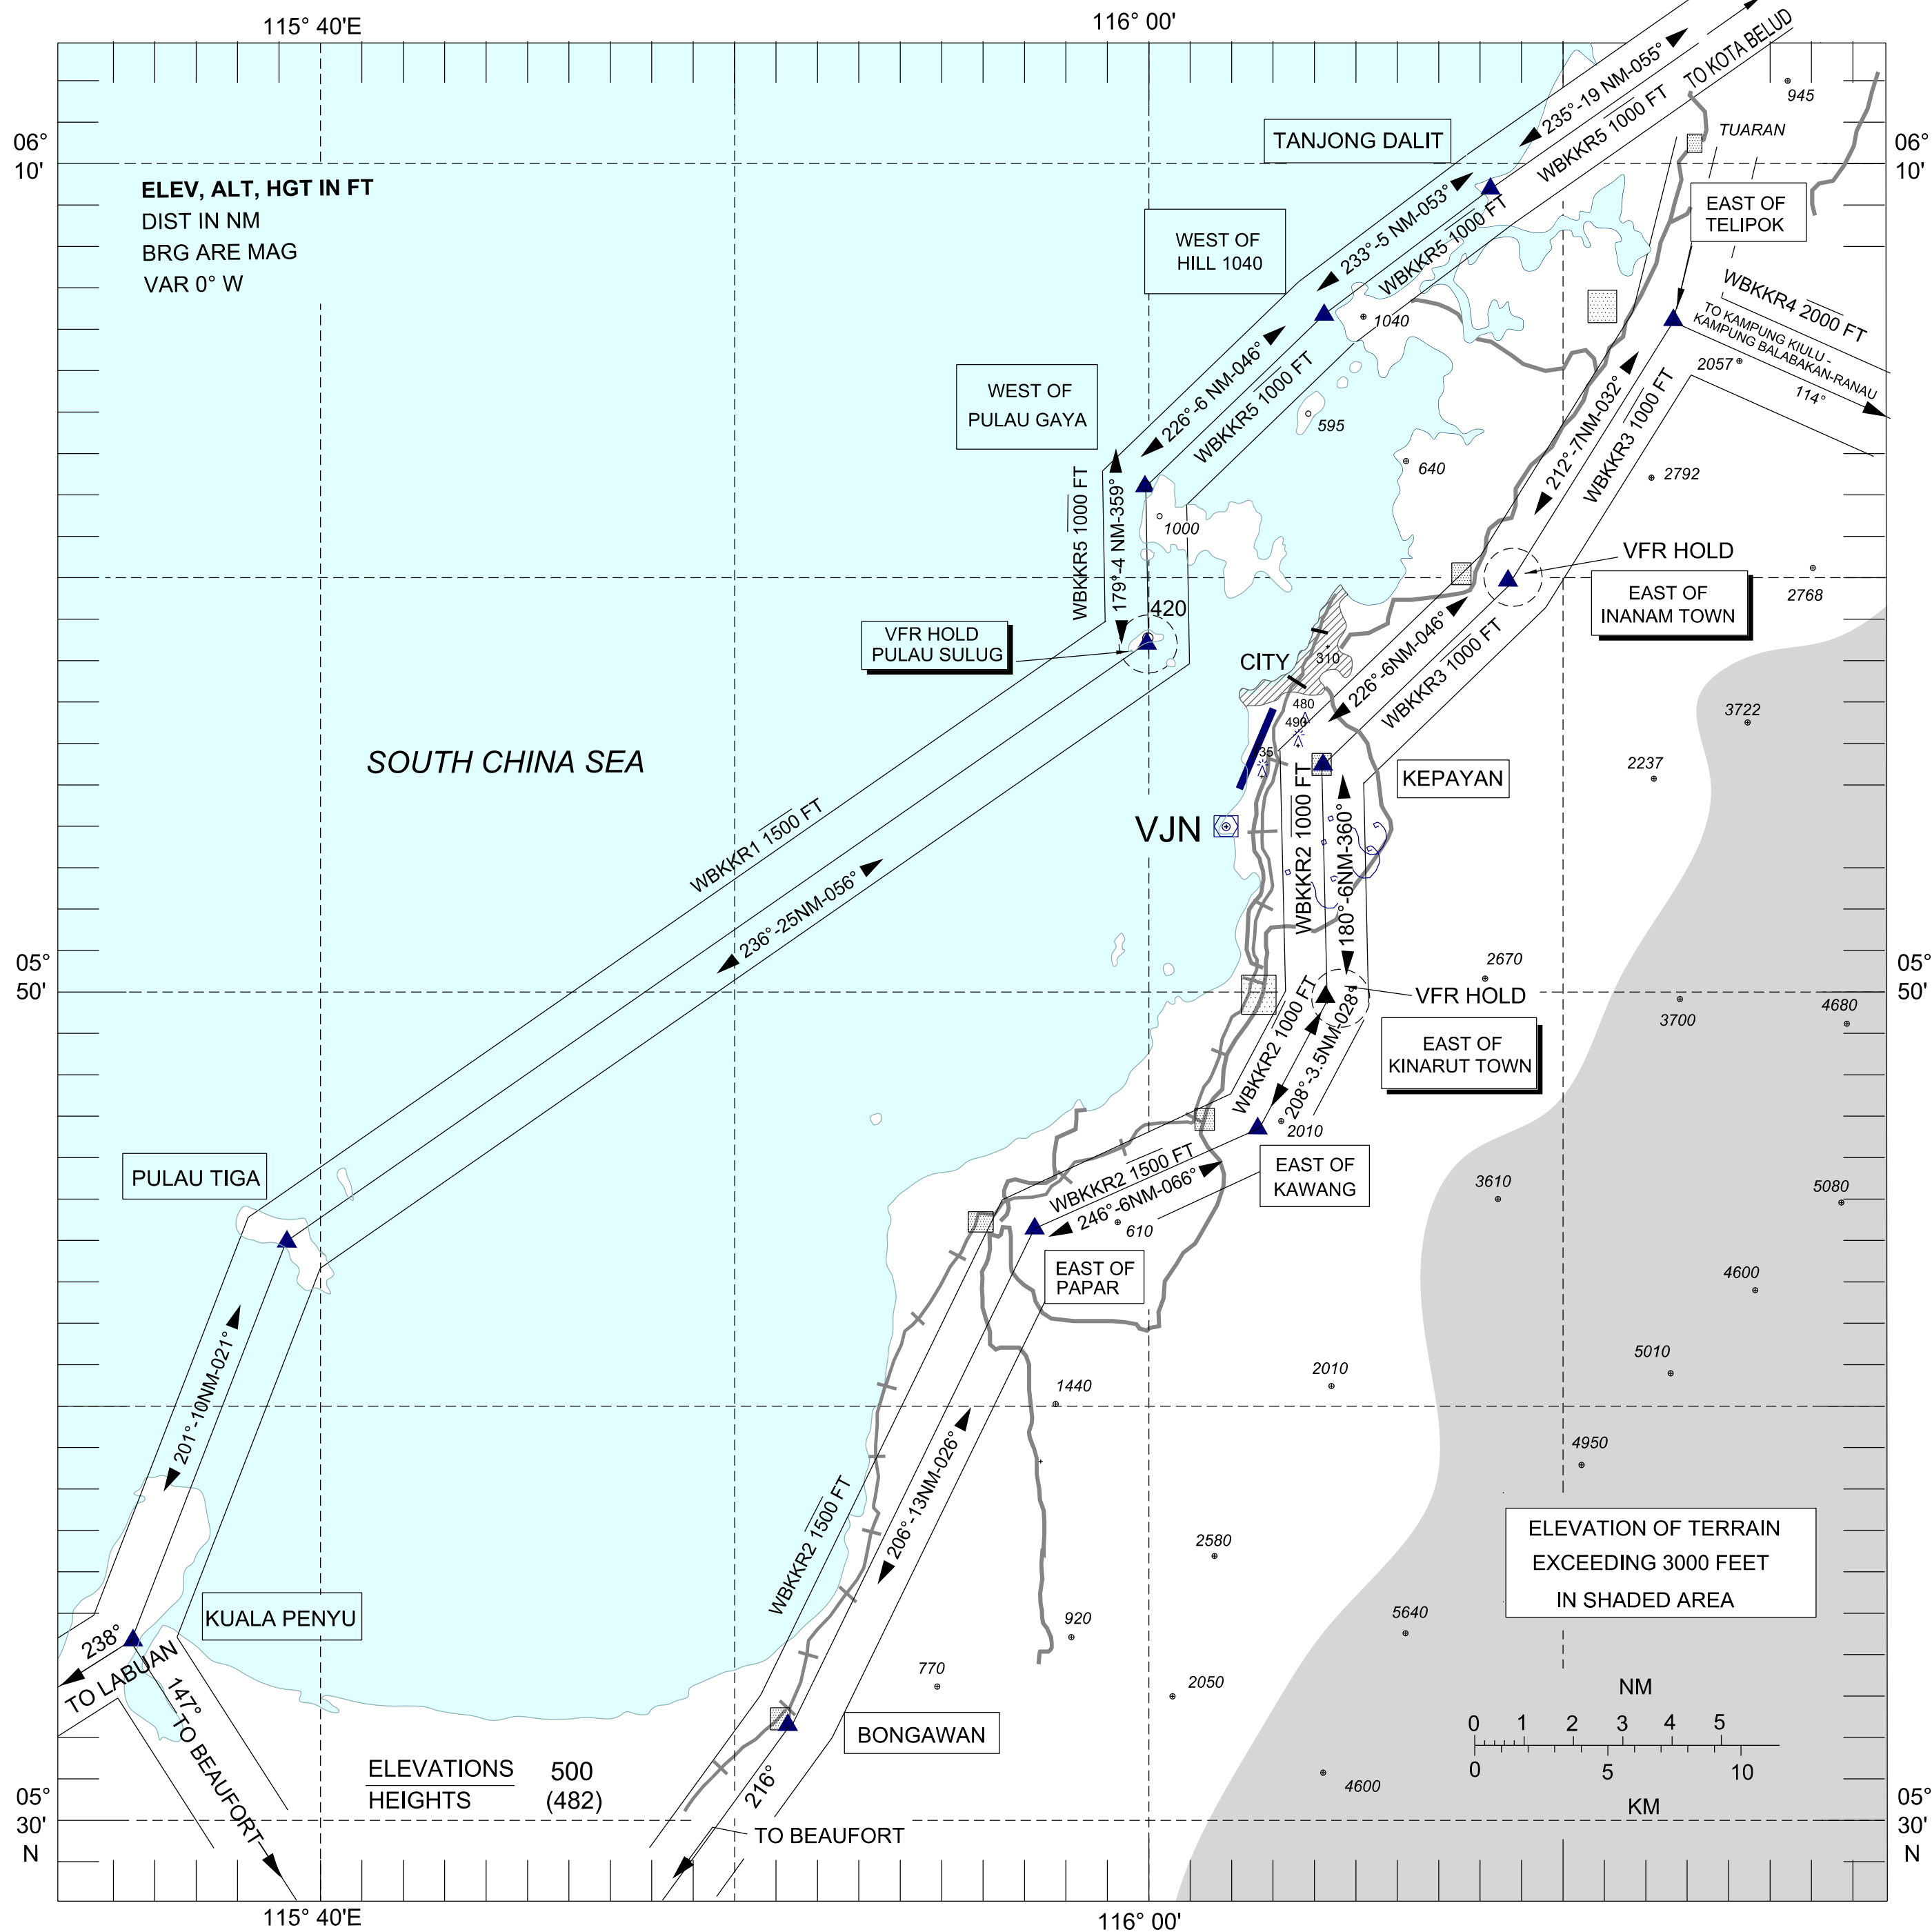 115° 40'E
116° 00'
06°
10'
ELEV, ALT, HGT IN FT
DIST IN NM
BRG ARE MAG
VAR 0° W
TANJONG DALIT
235°-19 NM-055°
WBKKR5 1000 FT
TO KOTA BELUD
945
TUARAN
06°
10'
EAST OF
TELIPOK
WEST OF
HILL 1040
233°-5 NM-053°
WBKKR5 1000 FT
1040
WBKKR4 2000 FT
TO KAMPUNG KIULU -
KAMPUNG BALABAKAN-RANAU
114°
2057
WEST OF
PULAU GAYA
226°-6 NM-046°
WBKKR5 1000 FT
595
640
212°-7NM-032°
WBKKR3 1000 FT
2792
WBKKR5 1000 FT
179°-4 NM-359°
1000
VFR HOLD
EAST OF
INANAM TOWN
2768
420
VFR HOLD
PULAU SULUG
CITY
310
226°-6NM-046°
WBKKR3 1000 FT
480
490
35
3722
2237
KEPAYAN
SOUTH CHINA SEA
VJN
WBKKR1 1500 FT
236°-25NM-056°
WBKKR2 1000 FT
180°-6NM-360°
05°
50'
2670
VFR HOLD
3700
4680
05°
50'
EAST OF
KINARUT TOWN
WBKKR2 1000 FT
208°-3.5NM-028°
2010
PULAU TIGA
WBKKR2 1500 FT
246°-6NM-066°
610
EAST OF
KAWANG
3610
5080
EAST OF
PAPAR
4600
201°-10NM-021°
1440
2010
5010
4950
WBKKR2 1500 FT
206°-13NM-026°
2580
ELEVATION OF TERRAIN
EXCEEDING 3000 FEET
IN SHADED AREA
KUALA PENYU
238°
TO LABUAN
147°
TO BEAUFORT
920
5640
770
2050
BONGAWAN
NM
0 1 2 3 4 5
0 5 10
KM
ELEVATIONS 500
HEIGHTS (482)
216°
TO BEAUFORT
4600
05°
30'
N
05°
30'
N
115° 40'E
116° 00'